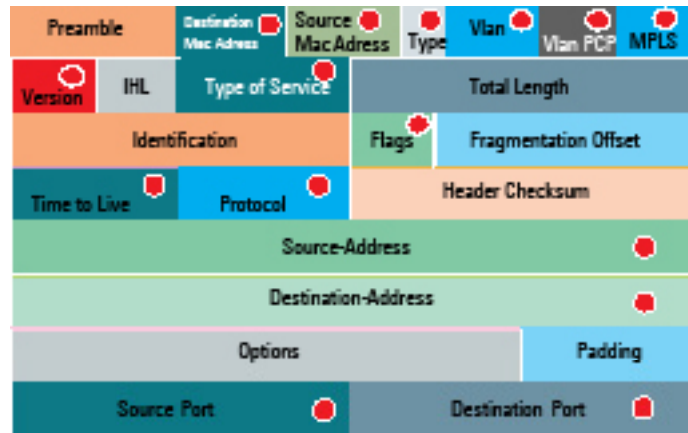 Preamble
Destination
Mac Adress
Source
Mac Adress
Type
Vlan
Vlan PCP
MPLS
Version
IHL
Type of Service
Total Length
Identification
Flags
Fragmentation Offset
Time to Live
Protocol
Header Checksum
Source-Address
Destination-Address
Options
Padding
Source Port
Destination Port